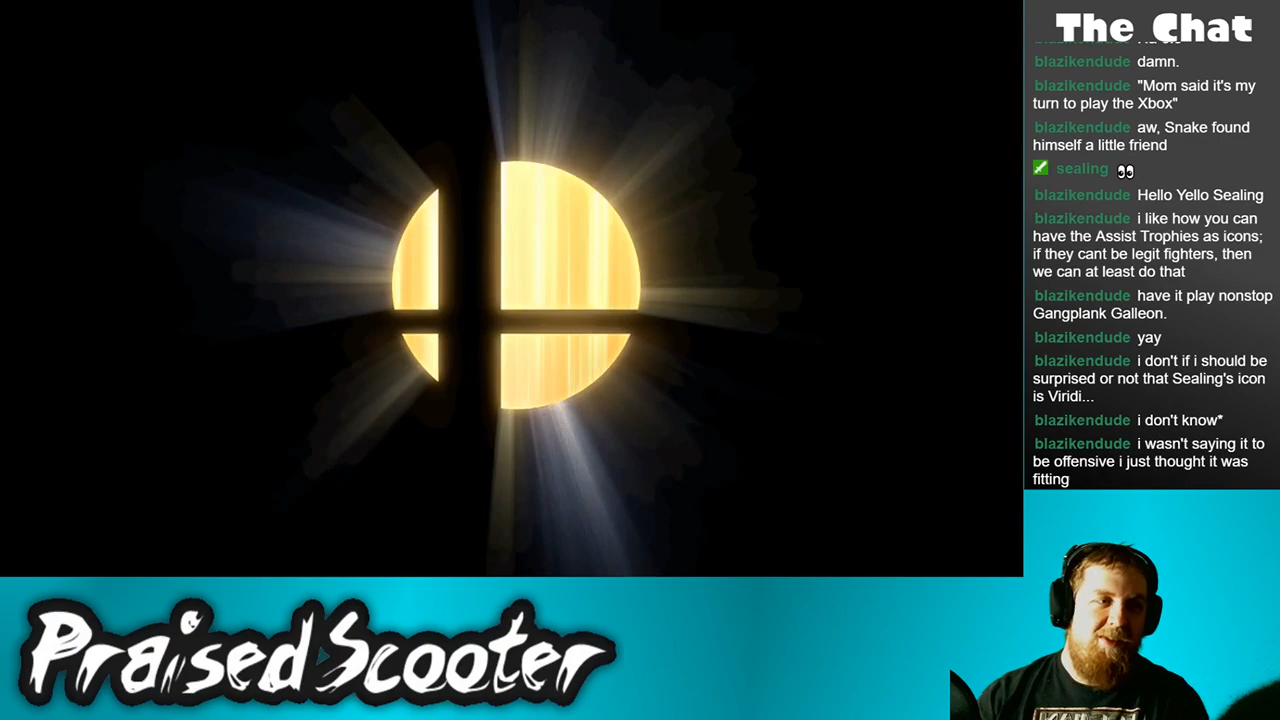 The Chat
blazikendude damn.
blazikendude "Mom said it's my
turn to play the Xbox"
blazikendude aw, Snake found
himself a little friend
sealing 👀
blazikendude Hello Yello Sealing
blazikendude i like how you can
have the Assist Trophies as icons;
if they cant be legit fighters, then
we can at least do that
blazikendude have it play nonstop
Gangplank Galleon.
blazikendude yay
blazikendude i don't if i should be
surprised or not that Sealing's icon
is Viridi...
blazikendude i don't know*
blazikendude i wasn't saying it to
be offensive i just thought it was
fitting
PraisedScooter